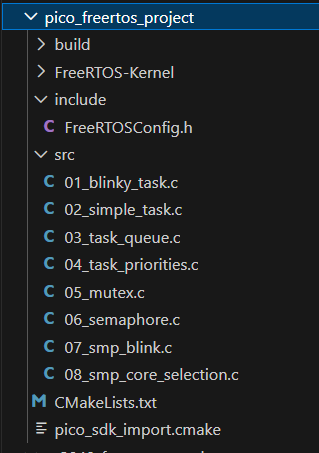 pico_freertos_project
build
FreeRTOS-Kernel
include
FreeRTOSConfig.h
src
01_blinky_task.c
02_simple_task.c
03_task_queue.c
04_task_priorities.c
05_mutex.c
06_semaphore.c
07_smp_blink.c
08_smp_core_selection.c
CMakeLists.txt
pico_sdk_import.cmake